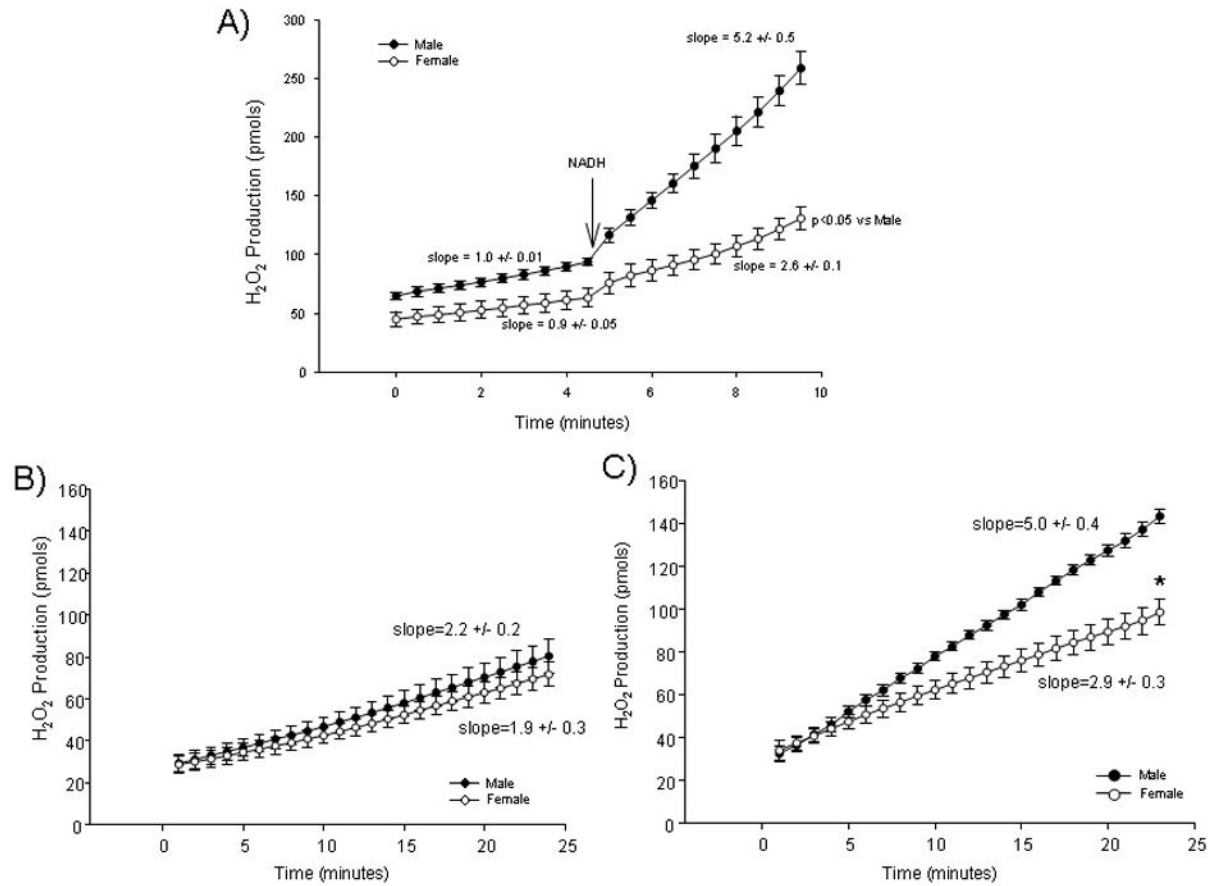 A)
300
250
200
150
100
50
0
H₂O₂ Production (pmols)
Male
Female
slope = 5.2 +/- 0.5
NADH
slope = 1.0 +/- 0.01
p<0.05 vs Male
slope = 2.6 +/- 0.1
slope = 0.9 +/- 0.05
0 2 4 6 8 10
Time (minutes)
B)
160
140
120
100
80
60
40
20
0
H₂O₂ Production (pmols)
slope=2.2 +/- 0.2
slope=1.9 +/- 0.3
Male
Female
0 5 10 15 20 25
Time (minutes)
C)
160
140
120
100
80
60
40
20
0
H₂O₂ Production (pmols)
slope=5.0 +/- 0.4
*
slope=2.9 +/- 0.3
Male
Female
0 5 10 15 20 25
Time (minutes)